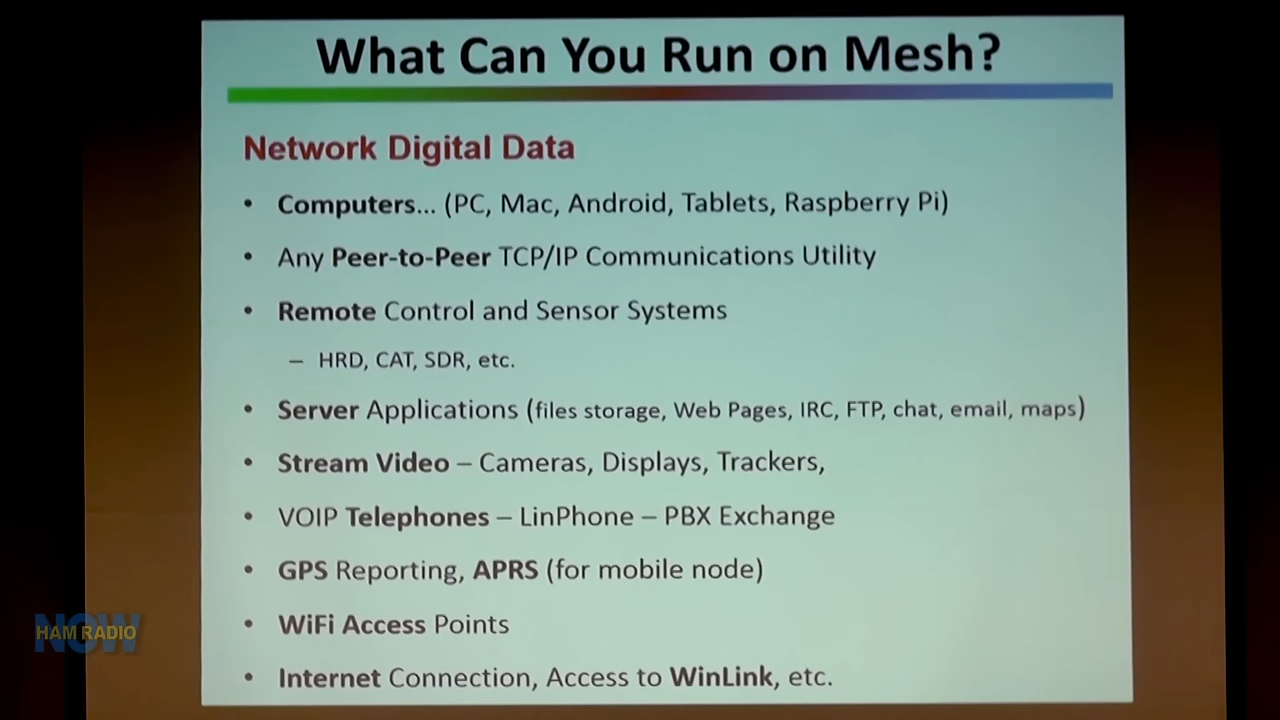 What Can You Run on Mesh?
Network Digital Data
• Computers... (PC, Mac, Android, Tablets, Raspberry Pi)
• Any Peer-to-Peer TCP/IP Communications Utility
• Remote Control and Sensor Systems
– HRD, CAT, SDR, etc.
• Server Applications (files storage, Web Pages, IRC, FTP, chat, email, maps)
• Stream Video – Cameras, Displays, Trackers,
• VOIP Telephones – LinPhone – PBX Exchange
• GPS Reporting, APRS (for mobile node)
• WiFi Access Points
• Internet Connection, Access to WinLink, etc.
HAM RADIO
NOW